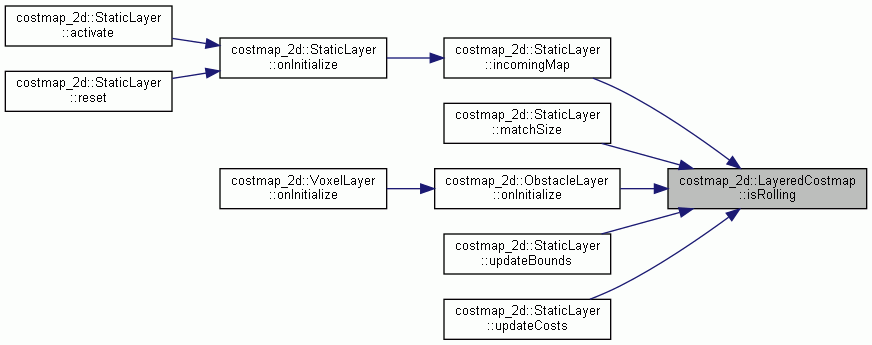 costmap_2d::StaticLayer
::activate
costmap_2d::StaticLayer
::reset
costmap_2d::StaticLayer
::onInitialize
costmap_2d::VoxelLayer
::onInitialize
costmap_2d::StaticLayer
::incomingMap
costmap_2d::StaticLayer
::matchSize
costmap_2d::ObstacleLayer
::onInitialize
costmap_2d::StaticLayer
::updateBounds
costmap_2d::StaticLayer
::updateCosts
costmap_2d::LayeredCostmap
::isRolling